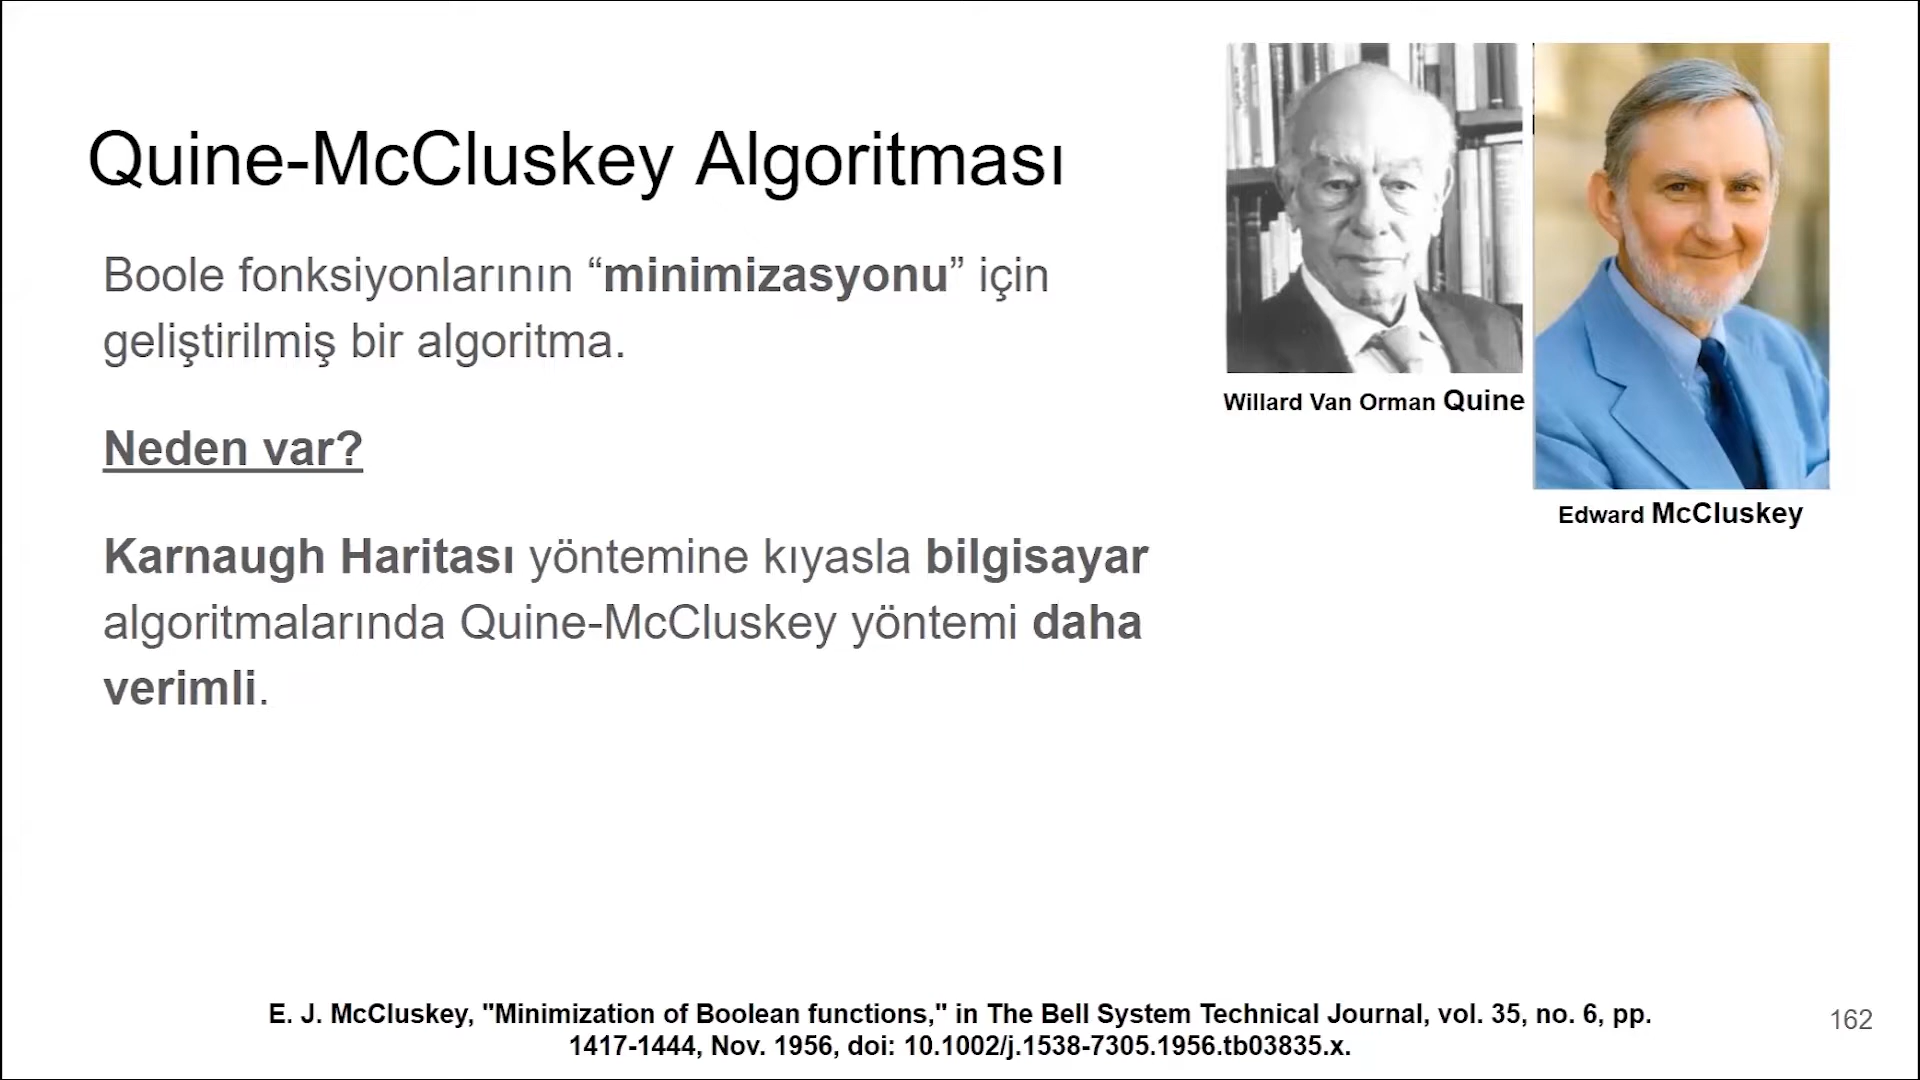 Quine-McCluskey Algoritması
Boole fonksiyonlarının “minimizasyonu” için
geliştirilmiş bir algoritma.
Neden var?
Karnaugh Haritası yöntemine kıyasla bilgisayar
algoritmalarında Quine-McCluskey yöntemi daha
verimli.
Willard Van Orman Quine
Edward McCluskey
E. J. McCluskey, "Minimization of Boolean functions," in The Bell System Technical Journal, vol. 35, no. 6, pp.
1417-1444, Nov. 1956, doi: 10.1002/j.1538-7305.1956.tb03835.x.
162